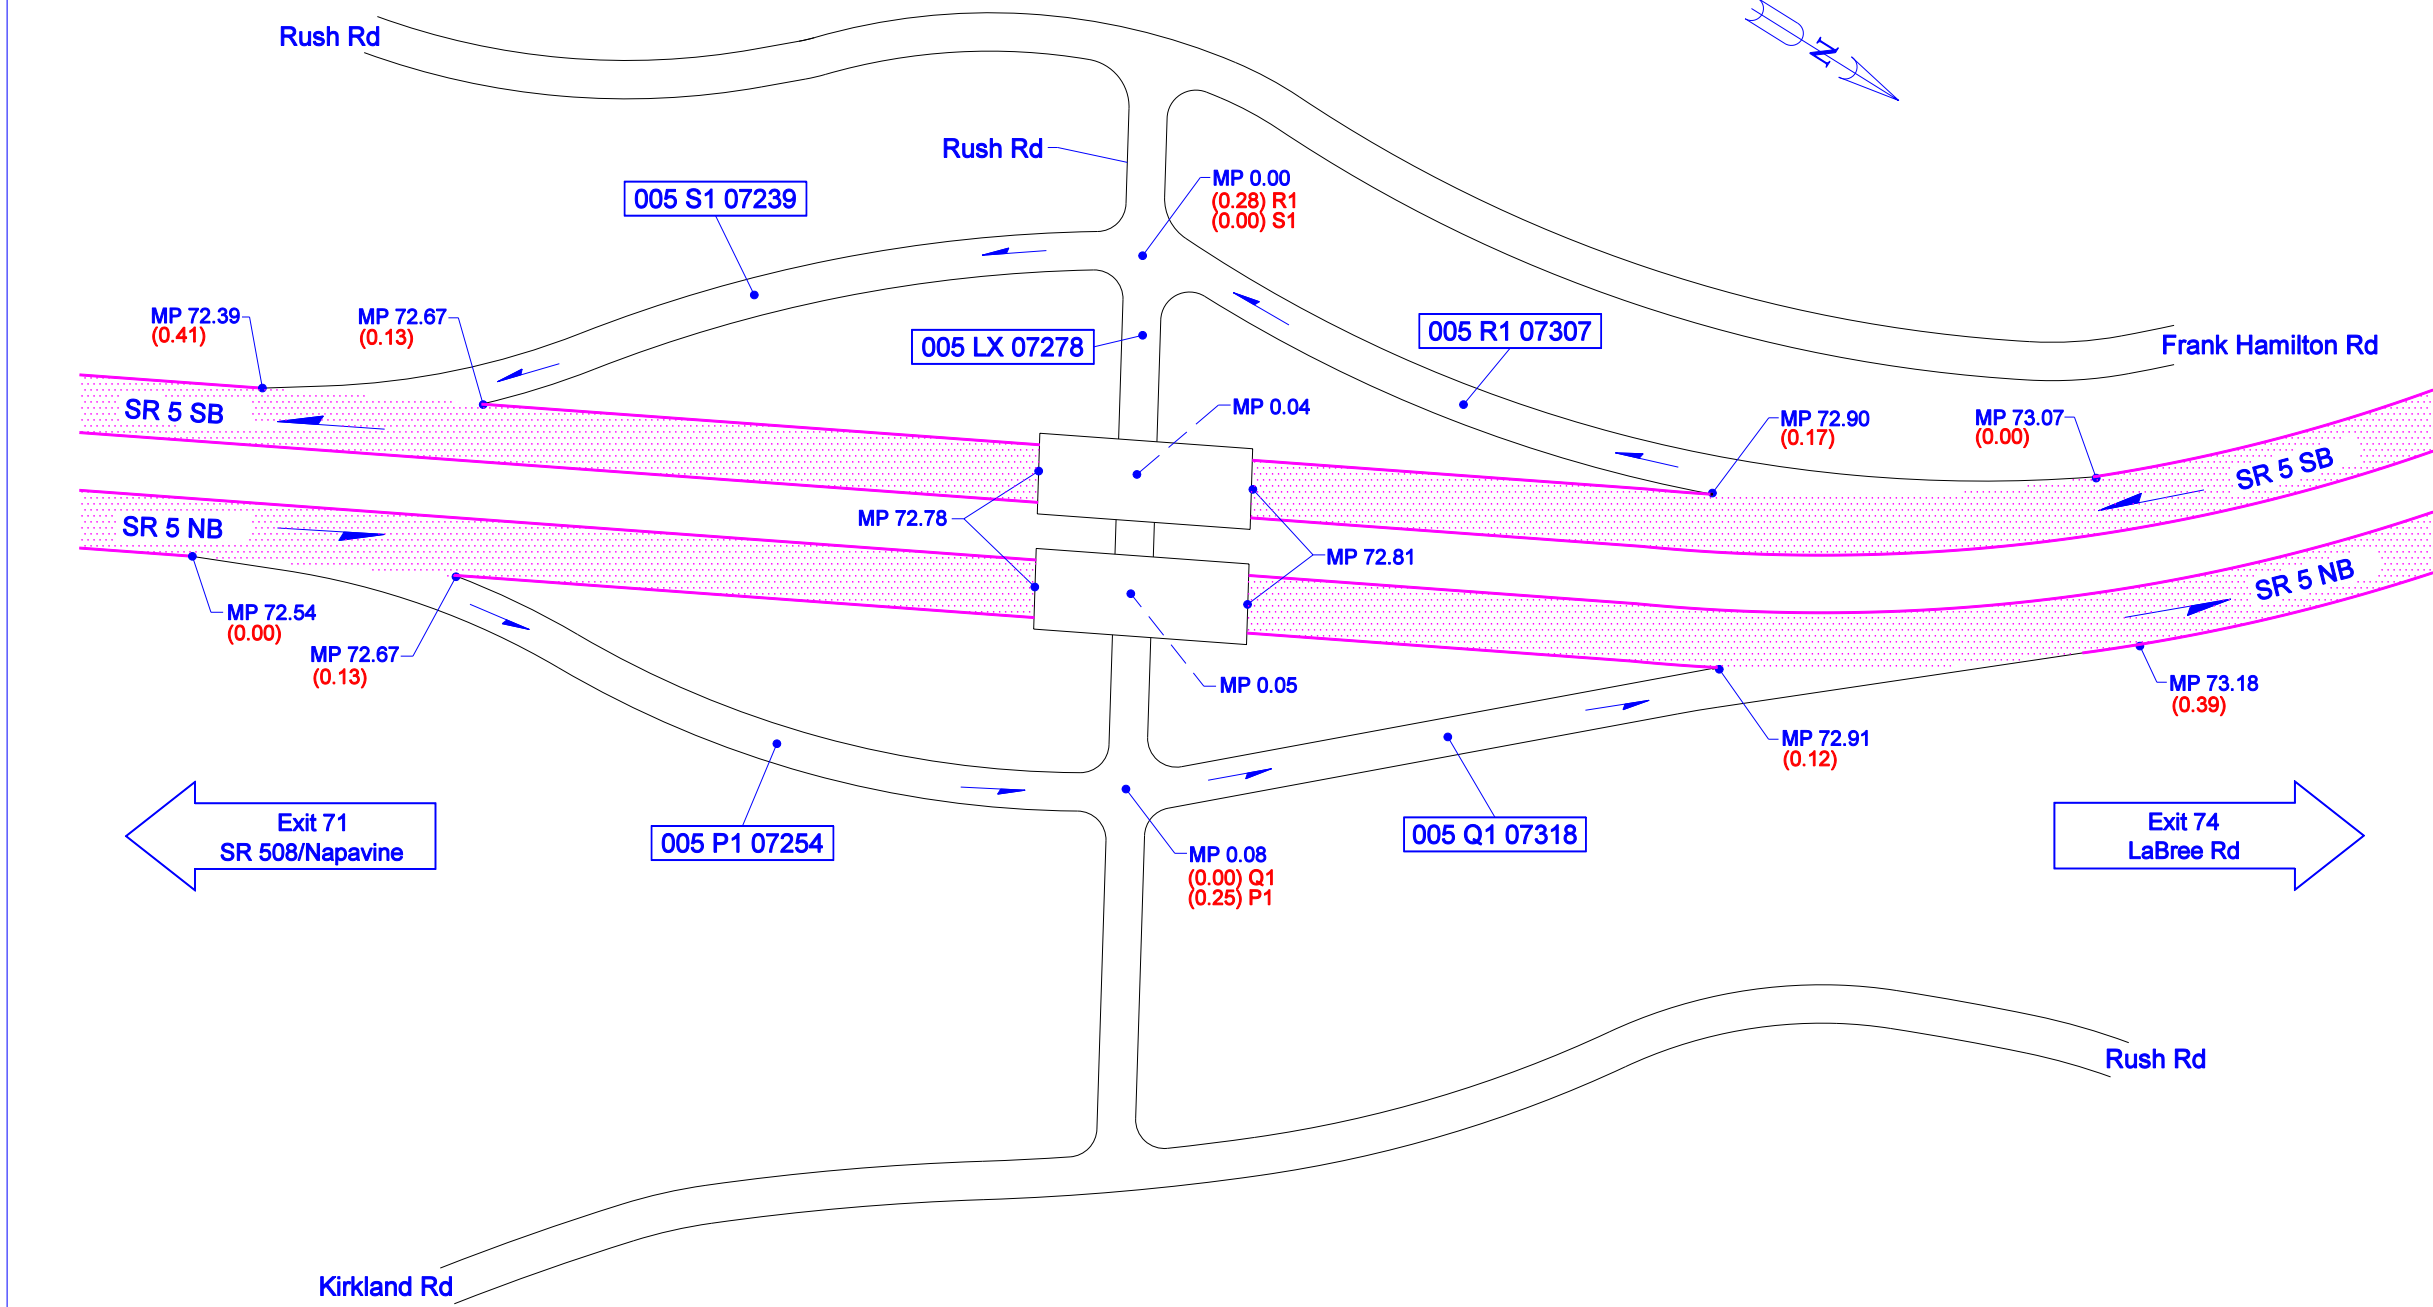 Rush Rd
N
Rush Rd
MP 0.00
(0.28) R1
(0.00) S1
005 S1 07239
MP 72.39
(0.41)
MP 72.67
(0.13)
005 LX 07278
005 R1 07307
Frank Hamilton Rd
SR 5 SB
MP 0.04
MP 72.90
(0.17)
MP 73.07
(0.00)
SR 5 SB
SR 5 NB
MP 72.78
MP 72.81
SR 5 NB
MP 72.54
(0.00)
MP 72.67
(0.13)
MP 0.05
MP 73.18
(0.39)
MP 72.91
(0.12)
Exit 71
SR 508/Napavine
005 P1 07254
MP 0.08
(0.00) Q1
(0.25) P1
005 Q1 07318
Exit 74
LaBree Rd
Rush Rd
Kirkland Rd